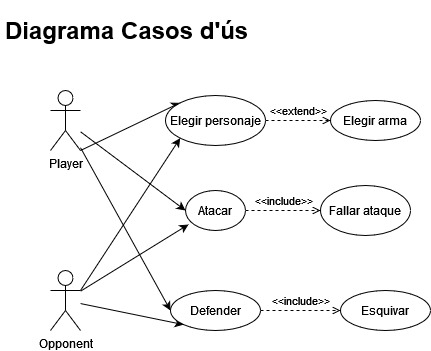 Diagrama Casos d'ús
Elegir personaje
<<extend>>
Elegir arma
Player
Atacar
<<include>>
Fallar ataque
Defender
<<include>>
Esquivar
Opponent